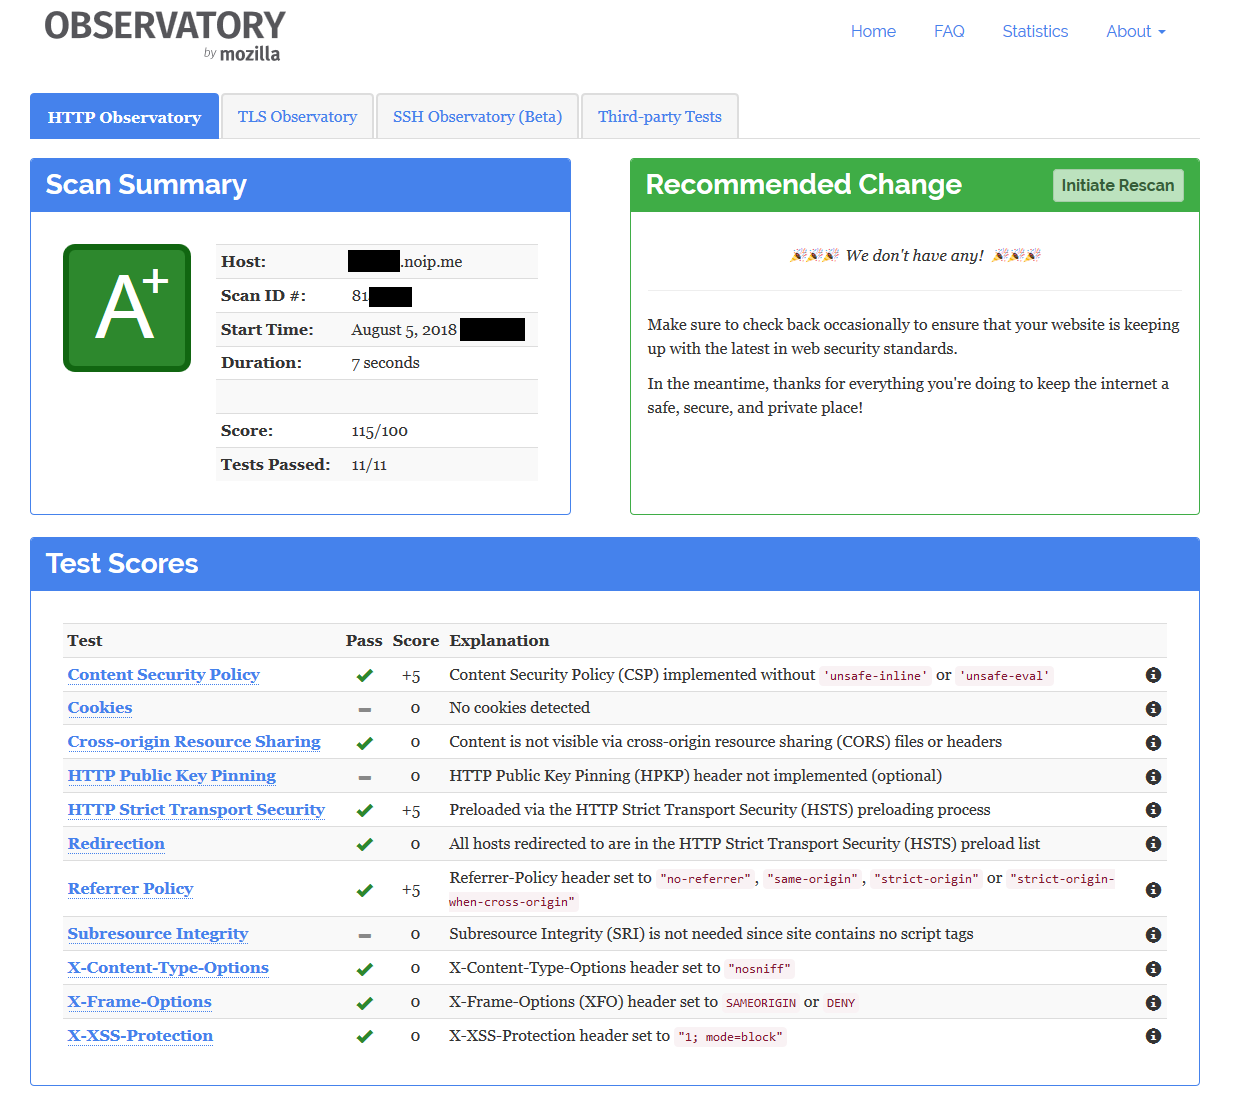 OBSERVATORY
by mozilla
Home FAQ Statistics About
HTTP Observatory TLS Observatory SSH Observatory (Beta) Third-party Tests
Scan Summary
A+
Host: .noip.me
Scan ID #: 81
Start Time: August 5, 2018
Duration: 7 seconds
Score: 115/100
Tests Passed: 11/11
Recommended Change Initiate Rescan
We don't have any!
Make sure to check back occasionally to ensure that your website is keeping
up with the latest in web security standards.
In the meantime, thanks for everything you're doing to keep the internet a
safe, secure, and private place!
Test Scores
Test Pass Score Explanation
Content Security Policy +5 Content Security Policy (CSP) implemented without 'unsafe-inline' or 'unsafe-eval'
Cookies – 0 No cookies detected
Cross-origin Resource Sharing 0 Content is not visible via cross-origin resource sharing (CORS) files or headers
HTTP Public Key Pinning – 0 HTTP Public Key Pinning (HPKP) header not implemented (optional)
HTTP Strict Transport Security +5 Preloaded via the HTTP Strict Transport Security (HSTS) preloading process
Redirection 0 All hosts redirected to are in the HTTP Strict Transport Security (HSTS) preload list
Referrer Policy +5 Referrer-Policy header set to "no-referrer", "same-origin", "strict-origin" or "strict-origin-
when-cross-origin"
Subresource Integrity – 0 Subresource Integrity (SRI) is not needed since site contains no script tags
X-Content-Type-Options 0 X-Content-Type-Options header set to "nosniff"
X-Frame-Options 0 X-Frame-Options (XFO) header set to SAMEORIGIN or DENY
X-XSS-Protection 0 X-XSS-Protection header set to "1; mode=block"